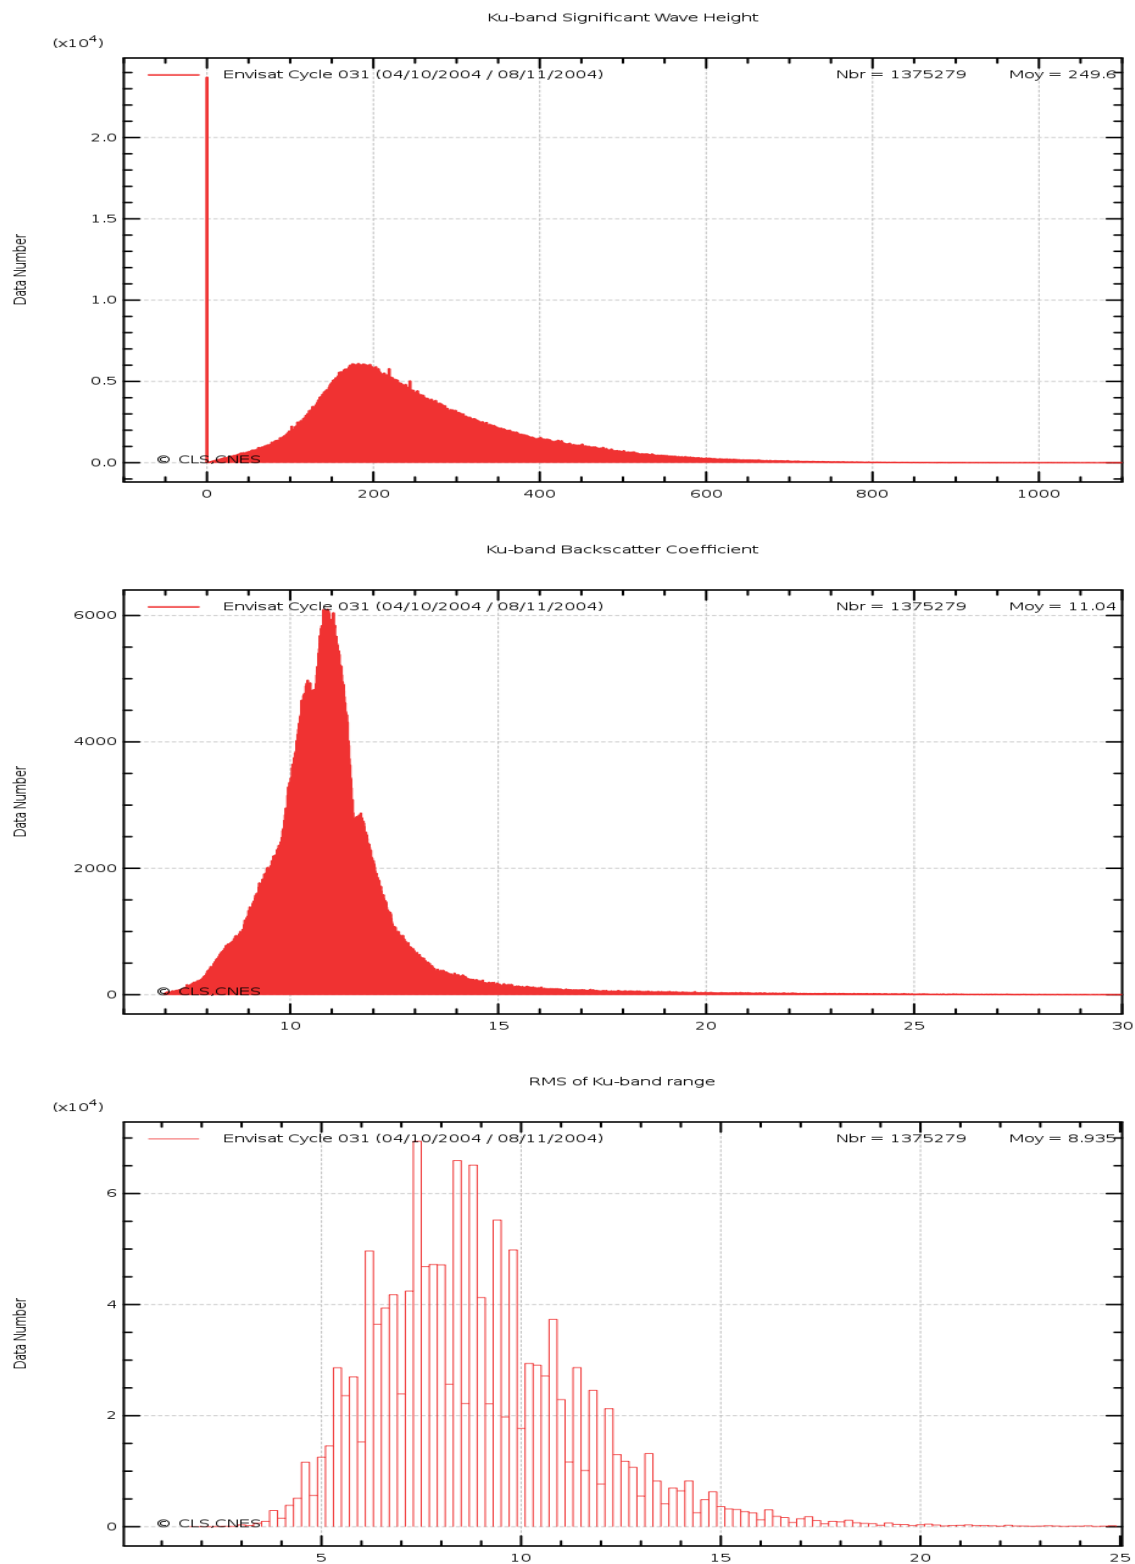 Ku-band Significant Wave Height
(x10⁴)
Envisat Cycle 031 (04/10/2004 / 08/11/2004) Nbr = 1375279 Moy = 249.6
2.0
1.5
Data Number
1.0
0.5
0.0
© CLS,CNES
0 200 400 600 800 1000
Ku-band Backscatter Coefficient
Envisat Cycle 031 (04/10/2004 / 08/11/2004) Nbr = 1375279 Moy = 11.04
6000
4000
Data Number
2000
0
© CLS,CNES
10 15 20 25 30
RMS of Ku-band range
(x10⁴)
Envisat Cycle 031 (04/10/2004 / 08/11/2004) Nbr = 1375279 Moy = 8.935
6
4
Data Number
2
0
© CLS,CNES
5 10 15 20 25